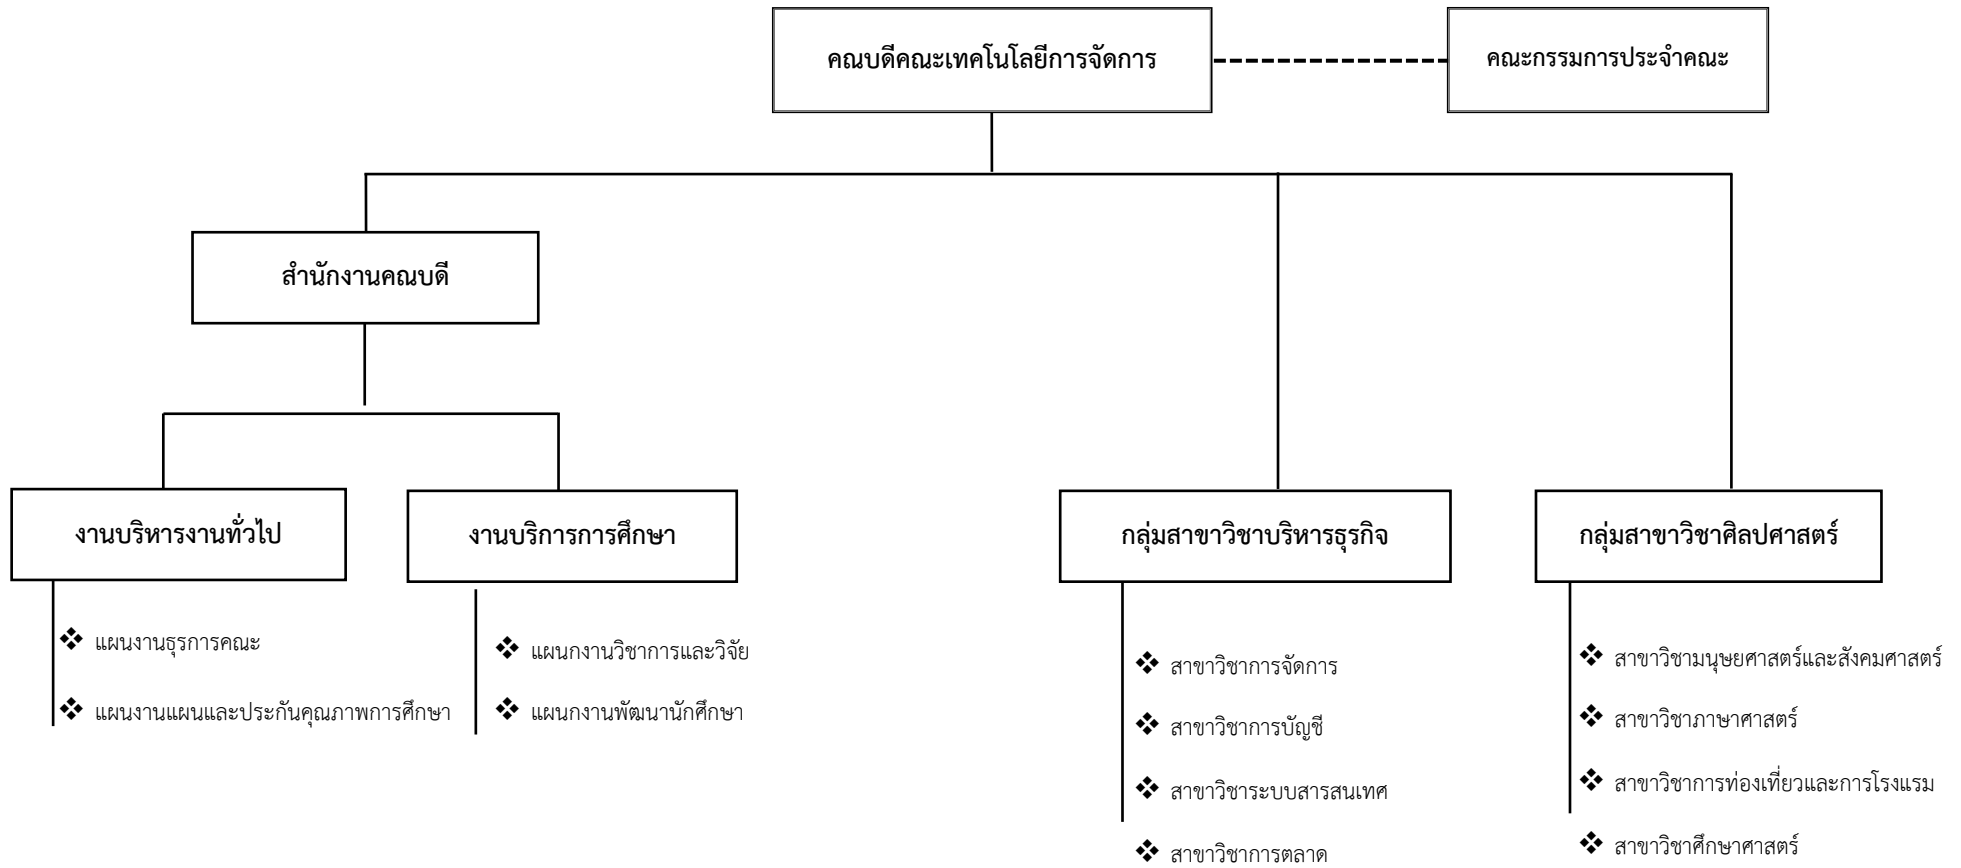 คณบดีคณะเทคโนโลยีการจัดการ
คณะกรรมการประจำคณะ
สำนักงานคณบดี
งานบริหารงานทั่วไป
งานบริการการศึกษา
กลุ่มสาขาวิชาบริหารธุรกิจ
กลุ่มสาขาวิชาศิลปศาสตร์
แผนงานธุรการคณะ
แผนงานแผนและประกันคุณภาพการศึกษา
แผนกงานวิชาการและวิจัย
แผนกงานพัฒนานักศึกษา
สาขาวิชาการจัดการ
สาขาวิชาการบัญชี
สาขาวิชาระบบสารสนเทศ
สาขาวิชาการตลาด
สาขาวิชามนุษยศาสตร์และสังคมศาสตร์
สาขาวิชาภาษาศาสตร์
สาขาวิชาการท่องเที่ยวและการโรงแรม
สาขาวิชาศึกษาศาสตร์